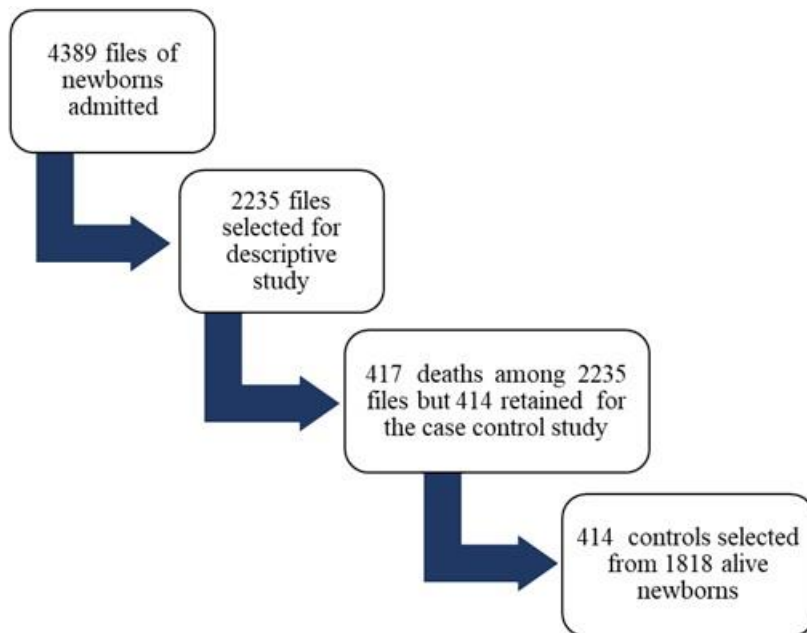 4389 files of
newborns
admitted
2235 files
selected for
descriptive
study
417 deaths among 2235
files but 414 retained for
the case control study
414 controls selected
from 1818 alive
newborns